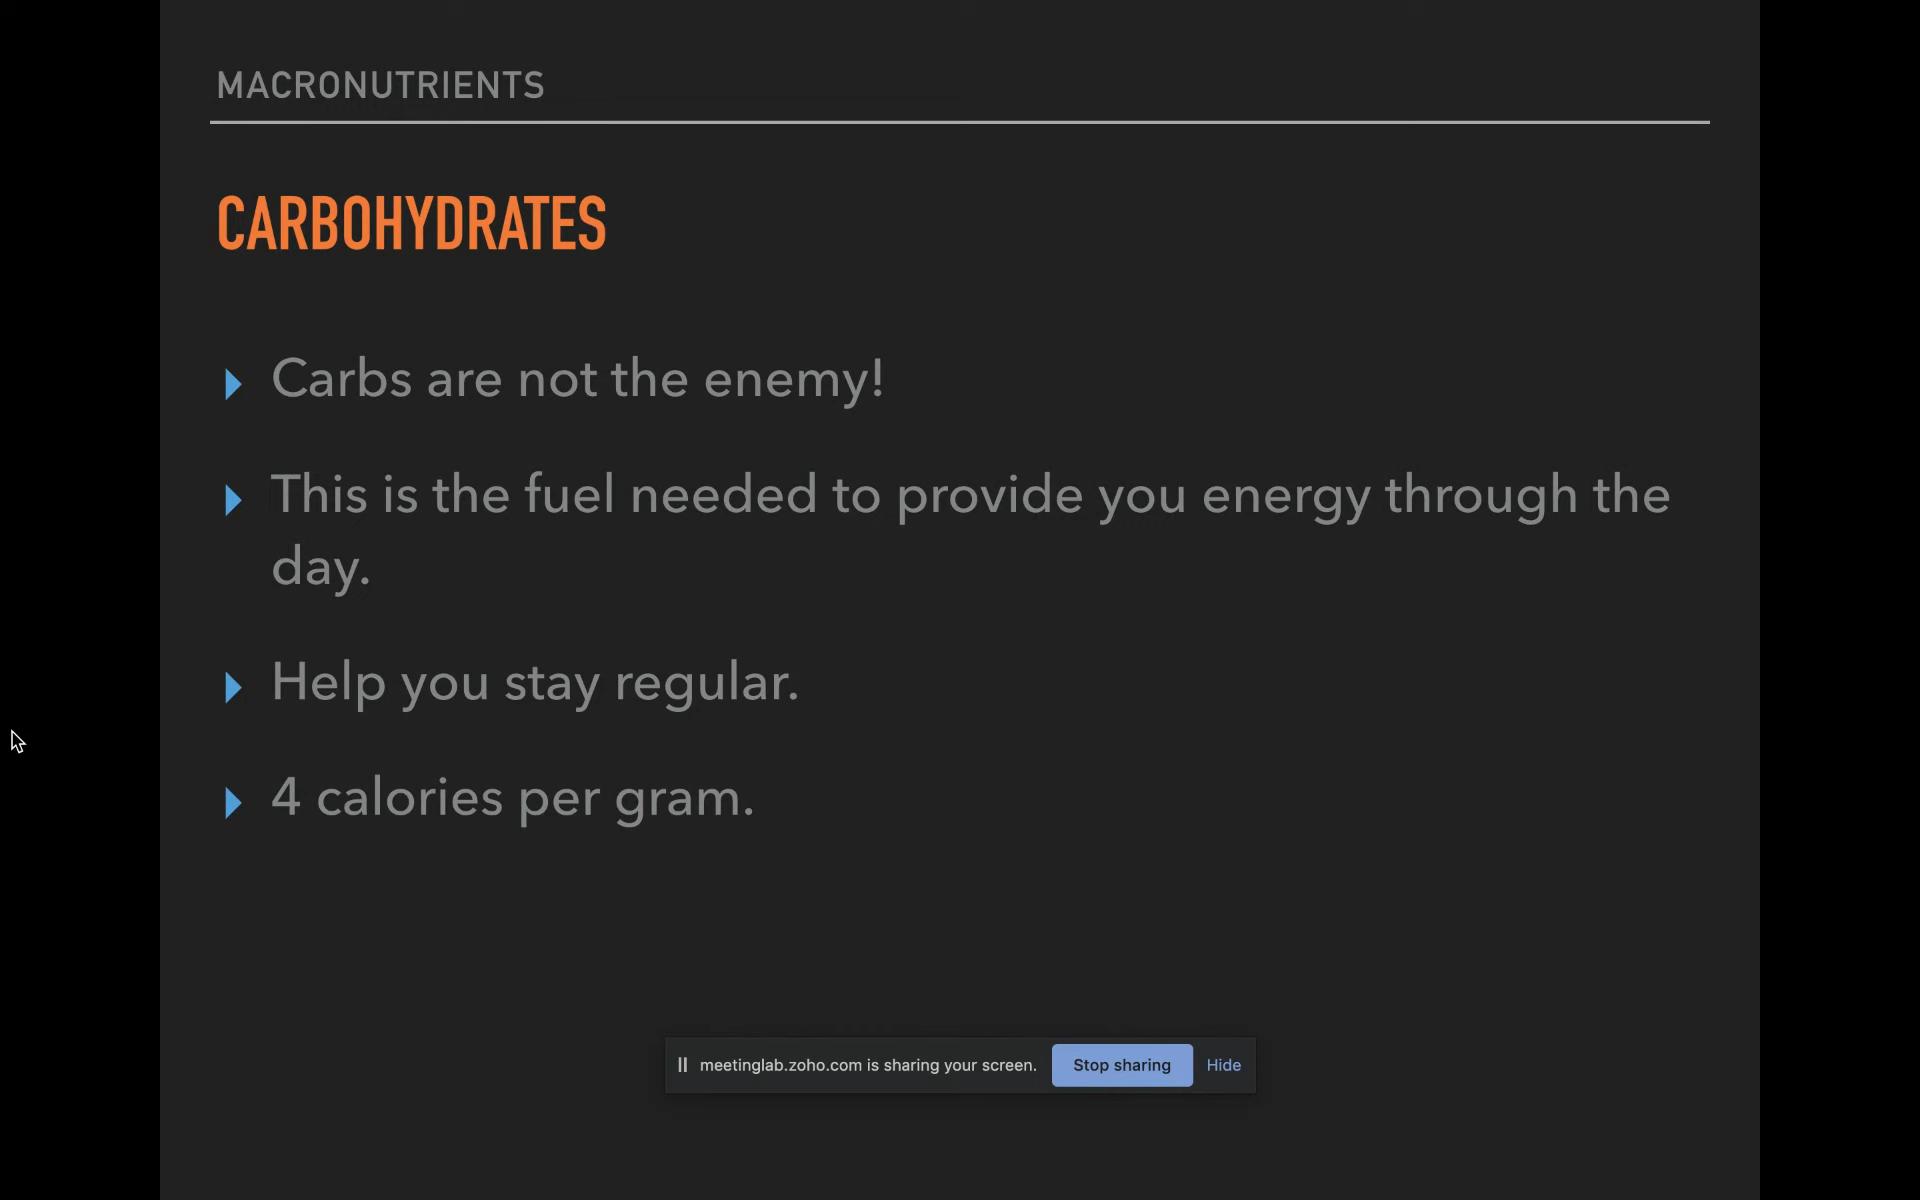 MACRONUTRIENTS
CARBOHYDRATES
Carbs are not the enemy!
This is the fuel needed to provide you energy through the
day.
Help you stay regular.
4 calories per gram.
meetinglab.zoho.com is sharing your screen. Stop sharing Hide